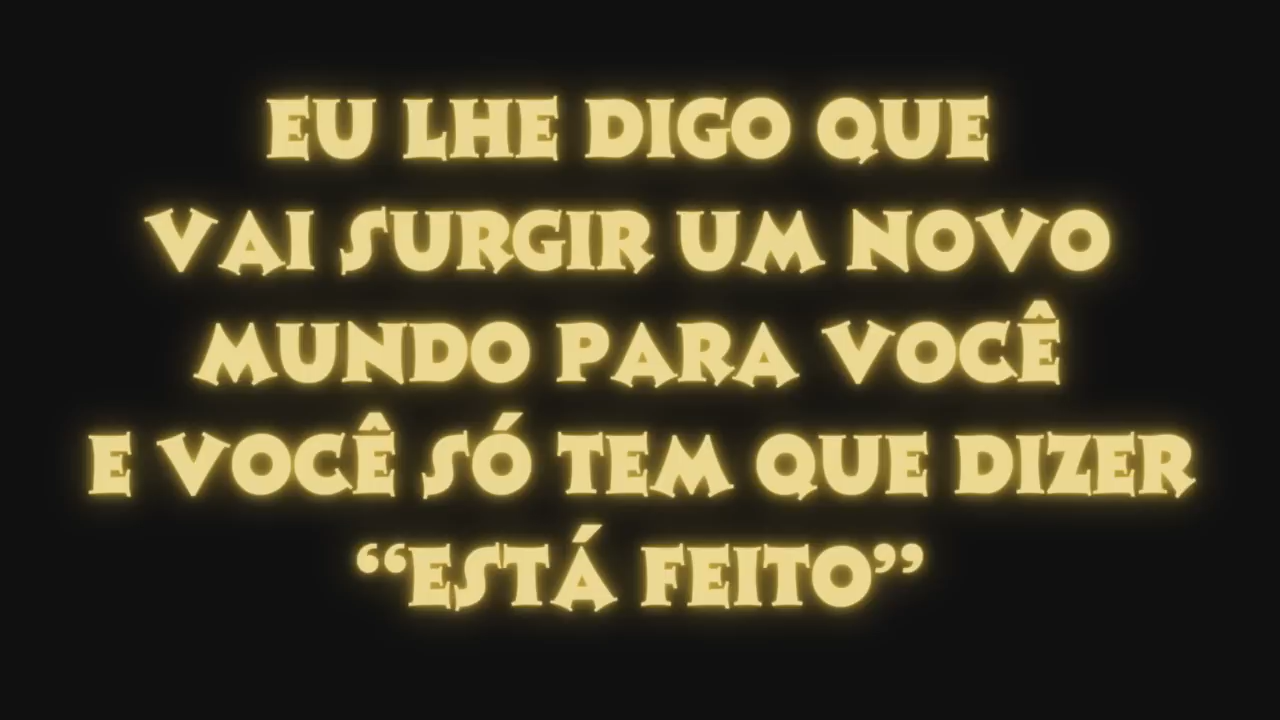 EU LHE DIGO QUE
VAI SURGIR UM NOVO
MUNDO PARA VOCÊ
E VOCÊ SÓ TEM QUE DIZER
“ESTÁ FEITO”